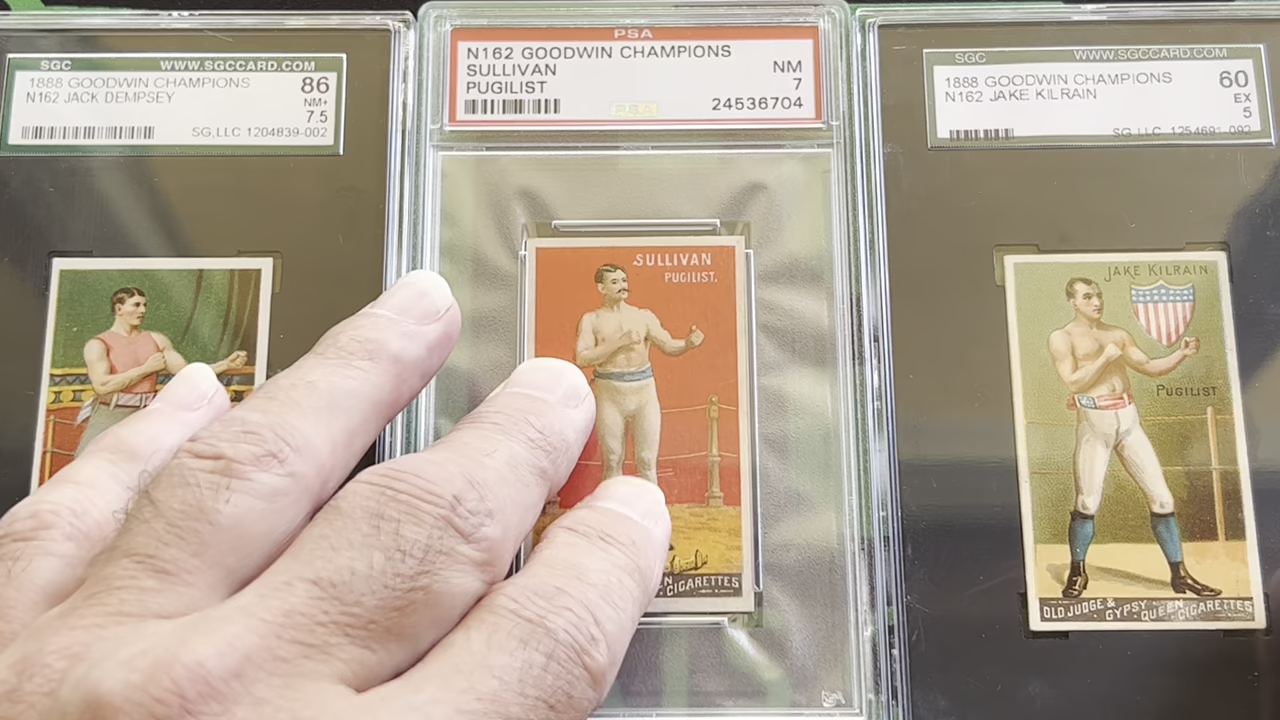 SGC WWW.SGCCARD.COM
1888 GOODWIN CHAMPIONS 86
N162 JACK DEMPSEY NM+
7.5
SG,LLC 1204839-002
PSA
N162 GOODWIN CHAMPIONS
SULLIVAN NM
PUGILIST 7
PSA 24536704
SULLIVAN
PUGILIST.
CIGARETTES
SGC WWW.SGCCARD.COM
1888 GOODWIN CHAMPIONS 60
N162 JAKE KILRAIN EX
5
SG,LLC 1254691-092
JAKE KILRAIN
PUGILIST
OLD JUDGE & GYPSY QUEEN CIGARETTES